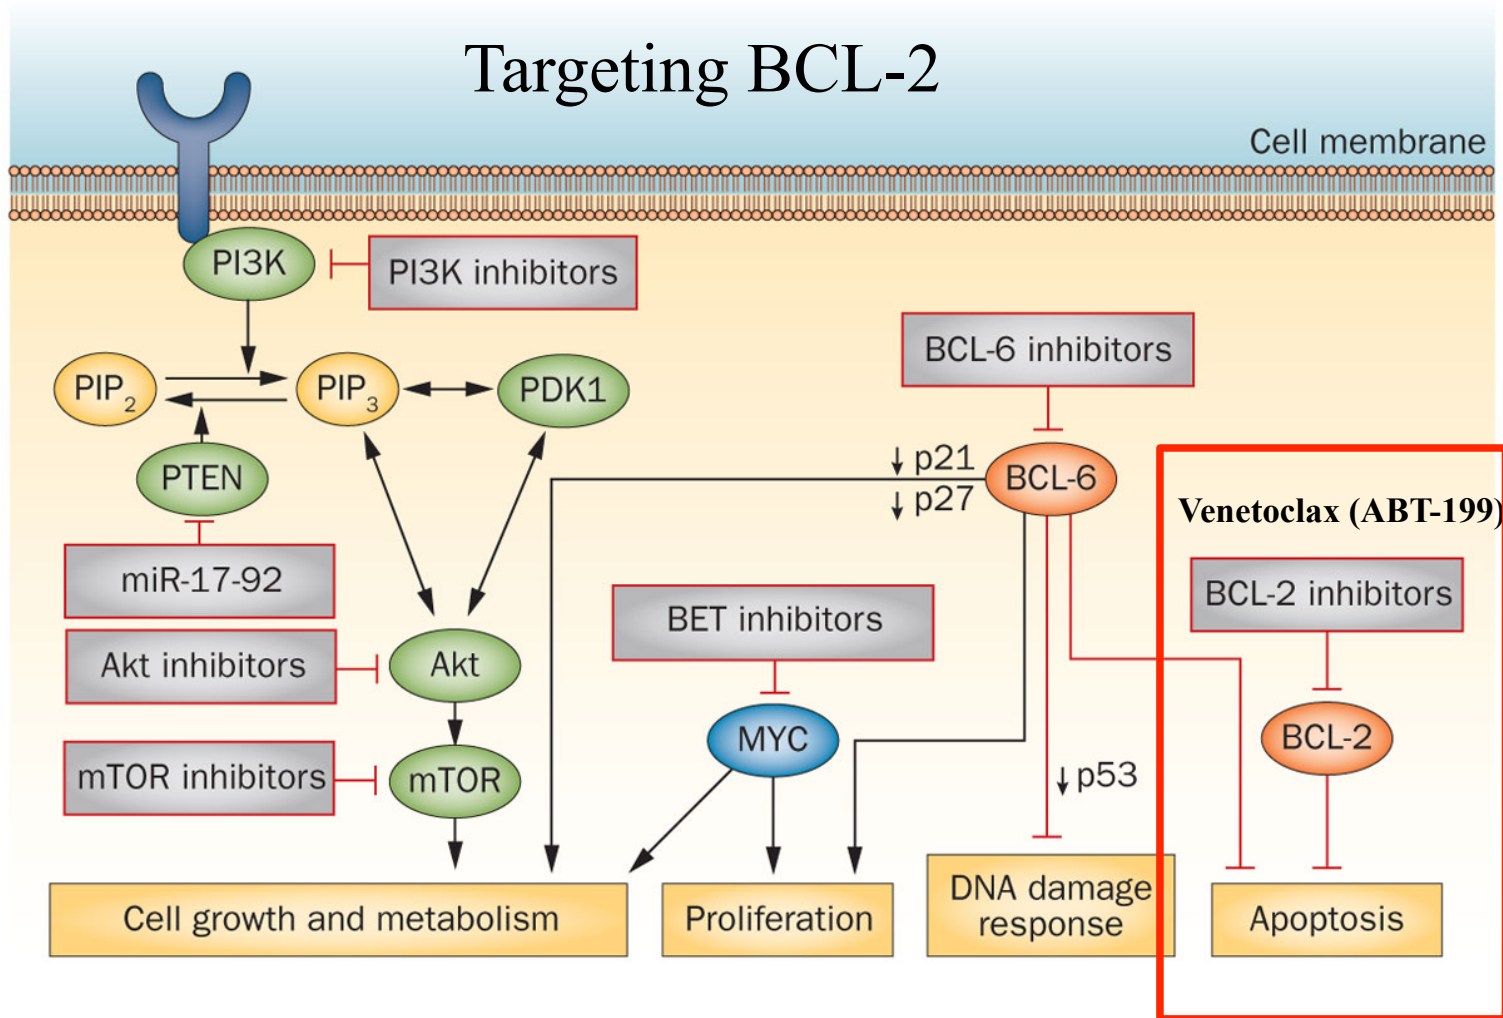 Targeting BCL-2
Cell membrane
PI3K
PI3K inhibitors
BCL-6 inhibitors
PIP2
PIP3
PDK1
↓ p21
↓ p27
BCL-6
PTEN
Venetoclax (ABT-199)
miR-17-92
BCL-2 inhibitors
BET inhibitors
Akt inhibitors
Akt
MYC
BCL-2
mTOR inhibitors
mTOR
↓ p53
Cell growth and metabolism
Proliferation
DNA damage
response
Apoptosis